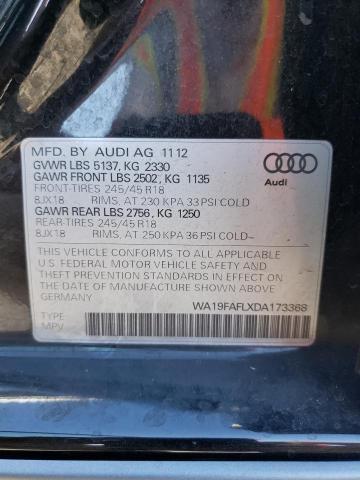 MFD. BY AUDI AG 11 12
GVWR LBS 5137, KG 2330
GAWR FRONT LBS 2502, KG 1135
FRONT-TIRES 245/45 R18
8JX18 RIMS, AT 230 KPA 33 PSI COLD
GAWR REAR LBS 2756, KG 1250
REAR-TIRES 245/45 R18
8JX18 RIMS, AT 250 KPA 36 PSI COLD-
THIS VEHICLE CONFORMS TO ALL APPLICABLE
U.S. FEDERAL MOTOR VEHICLE SAFETY AND
THEFT PREVENTION STANDARDS IN EFFECT ON
THE DATE OF MANUFACTURE SHOWN ABOVE
GERMANY
WA19FAFLXDA173368
TYPE
MPV
Audi